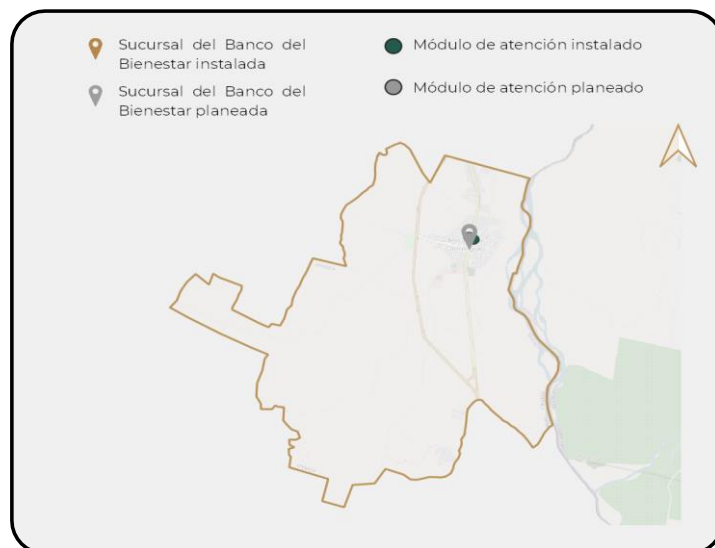 Sucursal del Banco del
Bienestar instalada
Sucursal del Banco del
Bienestar planeada
Módulo de atención instalado
Módulo de atención planeado